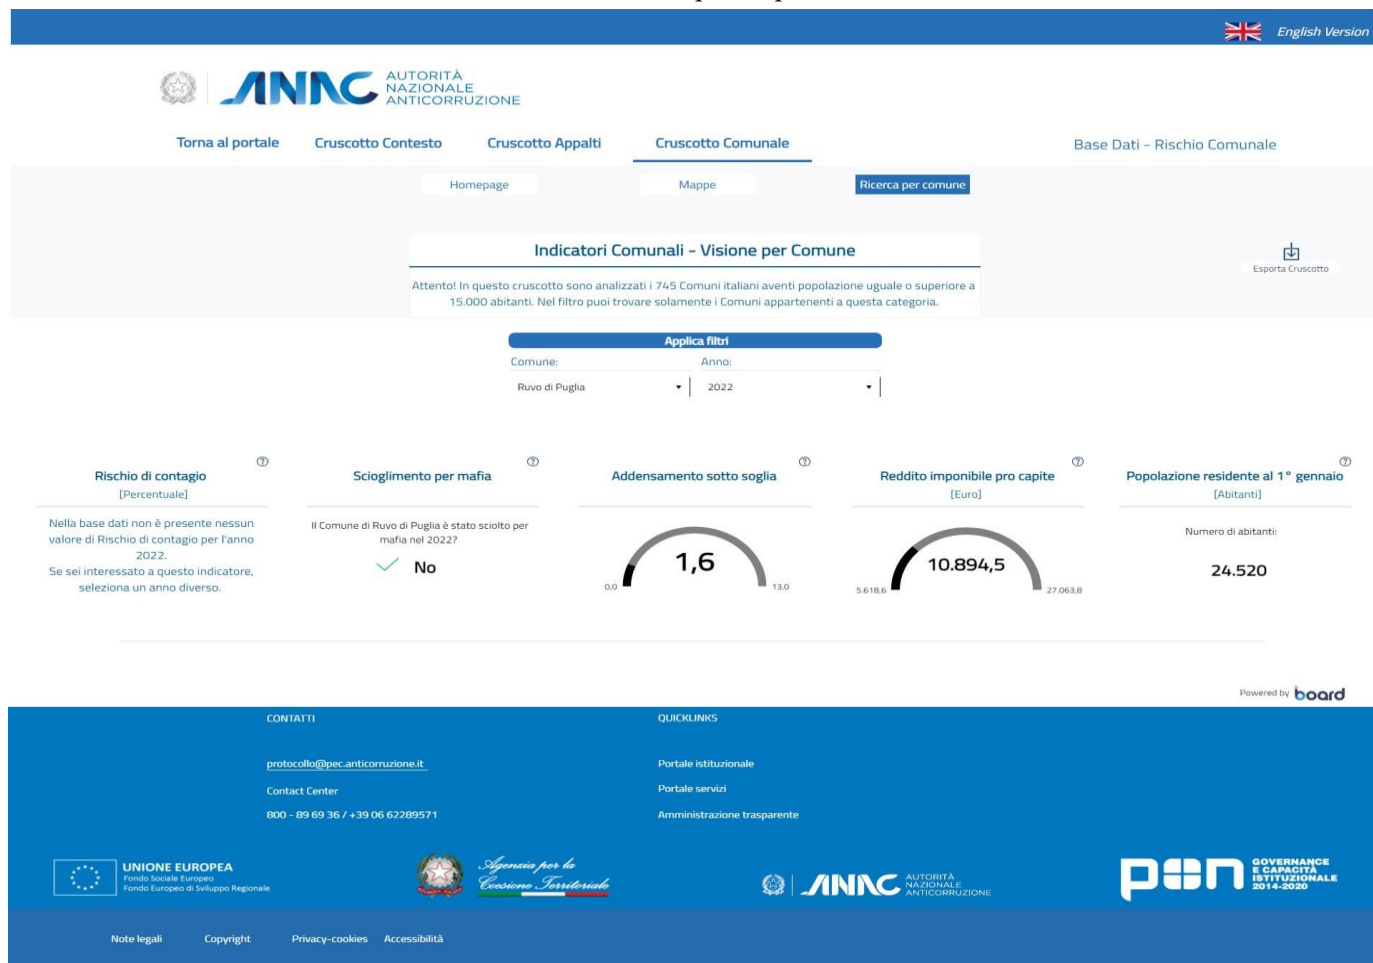 English Version
ANAC AUTORITÀ
NAZIONALE
ANTICORRUZIONE
Torna al portale Cruscotto Contesto Cruscotto Appalti Cruscotto Comunale Base Dati - Rischio Comunale
Homepage Mappe Ricerca per comune
Indicatori Comunali - Visione per Comune
Esporta Cruscotto
Attento! In questo cruscotto sono analizzati i 745 Comuni italiani aventi popolazione uguale o superiore a
15.000 abitanti. Nel filtro puoi trovare solamente i Comuni appartenenti a questa categoria.
Applica filtri
Comune: Anno:
Ruvo di Puglia 2022
Rischio di contagio
[Percentuale]
Nella base dati non è presente nessun
valore di Rischio di contagio per l'anno
2022.
Se sei interessato a questo indicatore,
seleziona un anno diverso.
Scioglimento per mafia
Il Comune di Ruvo di Puglia è stato sciolto per
mafia nel 2022?
No
Addensamento sotto soglia
1,6
0,0 13,0
Reddito imponibile pro capite
[Euro]
10.894,5
5.618,6 27.063,8
Popolazione residente al 1° gennaio
[Abitanti]
Numero di abitanti:
24.520
Powered by board
CONTATTI
protocollo@pec.anticorruzione.it
Contact Center
800 - 89 69 36 / +39 06 62289571
QUICKLINKS
Portale istituzionale
Portale servizi
Amministrazione trasparente
UNIONE EUROPEA
Fondo Sociale Europeo
Fondo Europeo di Sviluppo Regionale
Agenzia per la
Coesione Territoriale
ANAC AUTORITÀ
NAZIONALE
ANTICORRUZIONE
pon GOVERNANCE
E CAPACITÀ
ISTITUZIONALE
2014-2020
Note legali Copyright Privacy-cookies Accessibilità